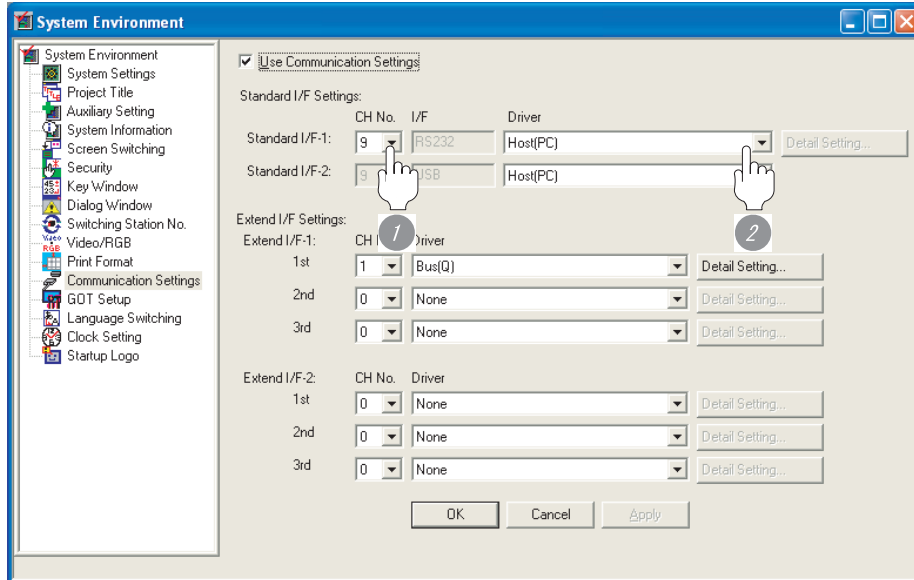 System Environment
System Environment
System Settings
Project Title
Auxiliary Setting
System Information
Screen Switching
Security
Key Window
Dialog Window
Switching Station No.
Video/RGB
Print Format
Communication Settings
GOT Setup
Language Switching
Clock Setting
Startup Logo
Use Communication Settings
Standard I/F Settings:
CH No. I/F Driver
Standard I/F-1: 9 RS232 Host(PC) Detail Setting...
Standard I/F-2: 9 USB Host(PC)
1 2
Extend I/F Settings:
Extend I/F-1: CH Driver
1st 1 Bus(Q) Detail Setting...
2nd 0 None Detail Setting...
3rd 0 None Detail Setting...
Extend I/F-2: CH No. Driver
1st 0 None Detail Setting...
2nd 0 None Detail Setting...
3rd 0 None Detail Setting...
OK Cancel Apply